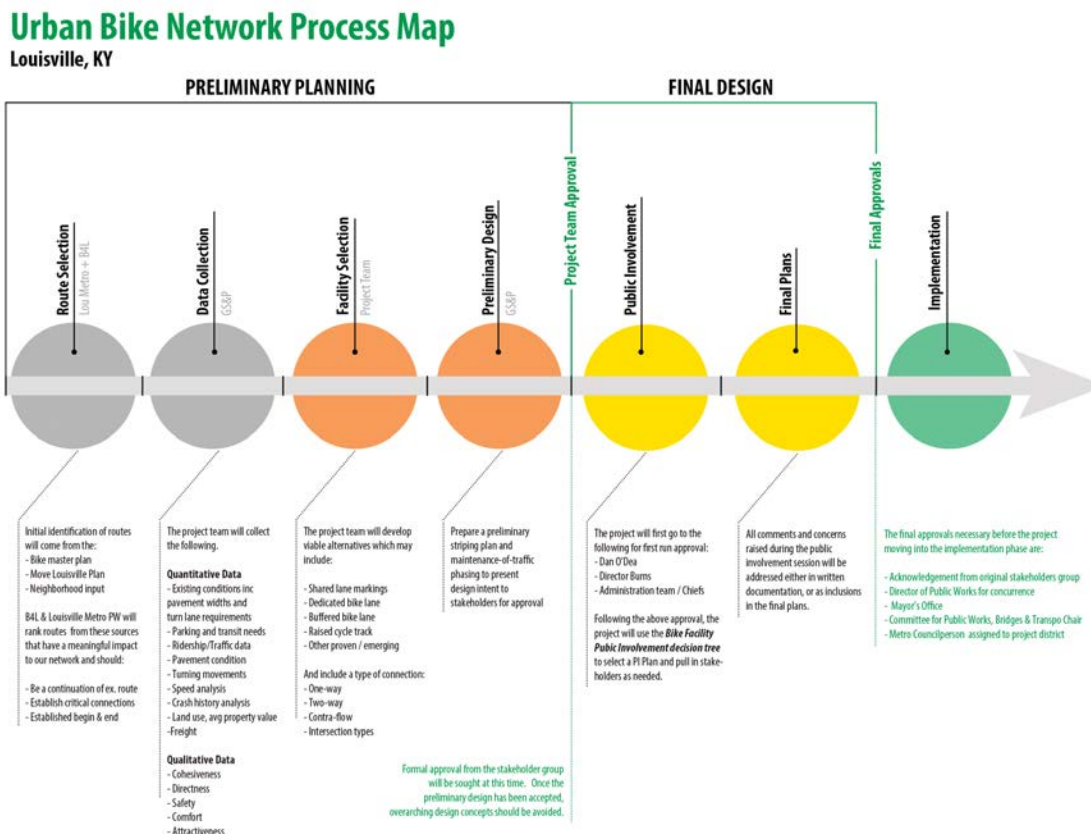 Urban Bike Network Process Map
Louisville, KY
PRELIMINARY PLANNING
FINAL DESIGN
Route Selection
Lou Metro + B4L
Data Collection
GS&P
Facility Selection
Project Team
Preliminary Design
GS&P
Project Team Approval
Public Involvement
Final Plans
Final Approvals
Implementation
Initial identification of routes
will come from the:
- Bike master plan
- Move Louisville Plan
- Neighborhood input
B4L & Louisville Metro PW will
rank routes from these sources
that have a meaningful impact
to our network and should:
- Be a continuation of ex. route
- Establish critical connections
- Established begin & end
The project team will collect
the following.
Quantitative Data
- Existing conditions inc
pavement widths and
turn lane requirements
- Parking and transit needs
- Ridership/Traffic data
- Pavement condition
- Turning movements
- Speed analysis
- Crash history analysis
- Land use, avg property value
-Freight
Qualitative Data
- Cohesiveness
- Directness
- Safety
- Comfort
- Attractiveness
The project team will develop
viable alternatives which may
include:
- Shared lane markings
- Dedicated bike lane
- Buffered bike lane
- Raised cycle track
- Other proven / emerging
And include a type of connection:
- One-way
- Two-way
- Contra-flow
- Intersection types
Prepare a preliminary
striping plan and
maintenance-of-traffic
phasing to present
design intent to
stakeholders for approval
Formal approval from the stakeholder group
will be sought at this time. Once the
preliminary design has been accepted,
overarching design concepts should be avoided.
The project will first go to the
following for first run approval:
- Dan O'Dea
- Director Burns
- Administration team / Chiefs
Following the above approval, the
project will use the Bike Facility
Pubic Involvement decision tree
to select a PI Plan and pull in stake-
holders as needed.
All comments and concerns
raised during the public
involvement session will be
addressed either in written
documentation, or as inclusions
in the final plans.
The final approvals necessary before the project
moving into the implementation phase are:
- Acknowledgement from original stakeholders group
- Director of Public Works for concurrence
- Mayor's Office
- Committee for Public Works, Bridges & Transpo Chair
- Metro Councilperson assigned to project district